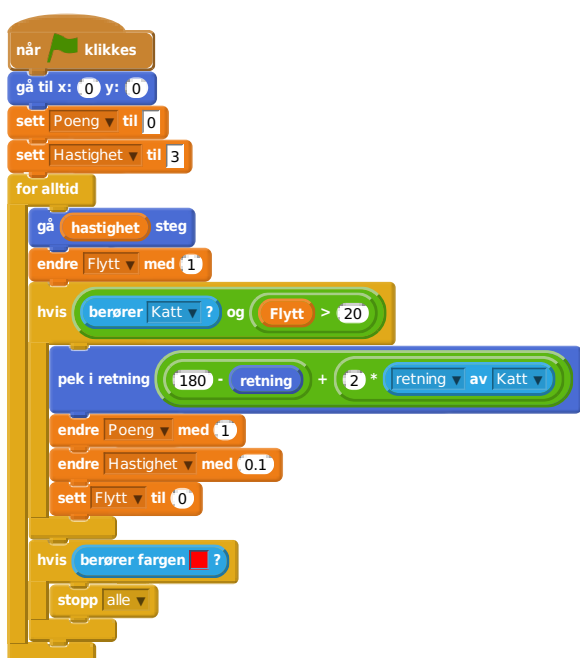 når klikkes
gå til x: 0 y: 0
sett Poeng til 0
sett Hastighet til 3
for alltid
gå hastighet steg
endre Flytt med 1
hvis berører Katt ? og Flytt > 20
pek i retning 180 - retning + 2 * retning av Katt
endre Poeng med 1
endre Hastighet med 0.1
sett Flytt til 0
hvis berører fargen ?
stopp alle